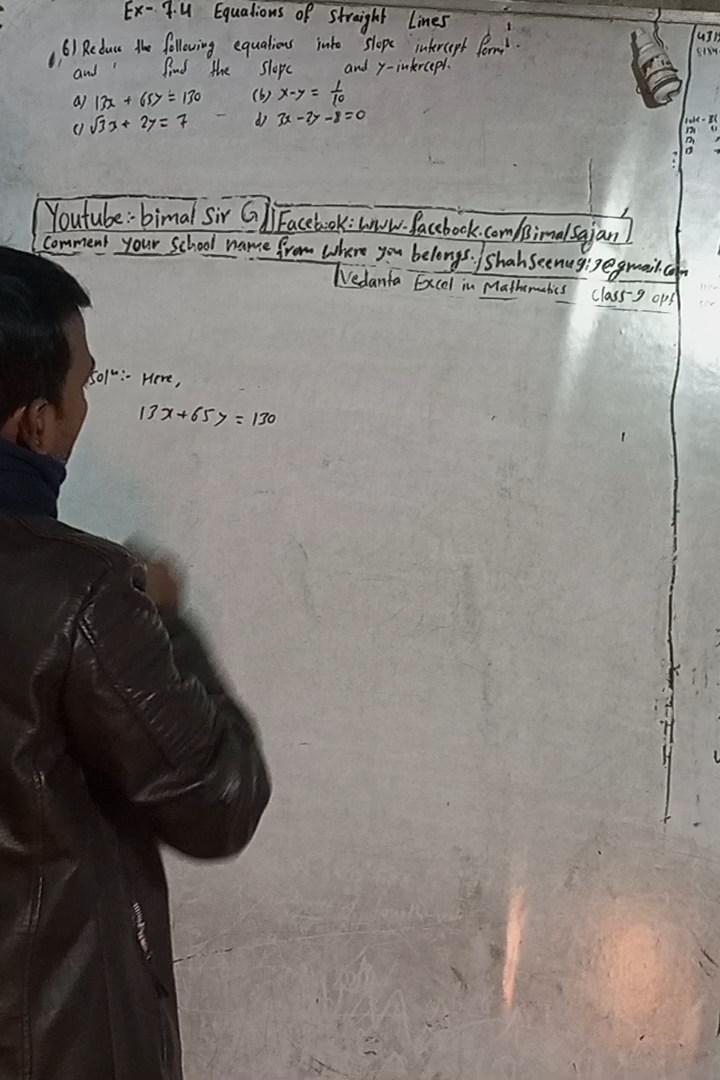 Ex- 7.4 Equations of Straight Lines
6) Reduce the following equations into slope intercept form
and find the slope and y-intercept.
a) 13x + 65y = 130 (b) x-y = 1/10
c) √3x + 2y = 7 d) 3x-2y-8=0
Youtube:- bimal Sir G
Facebook: www.facebook.com/Bimalsajan
Comment your School name from where you belongs.
Vedanta Excel in Mathematics Class-9 opt
Solⁿ:- Here,
13x+65y = 130